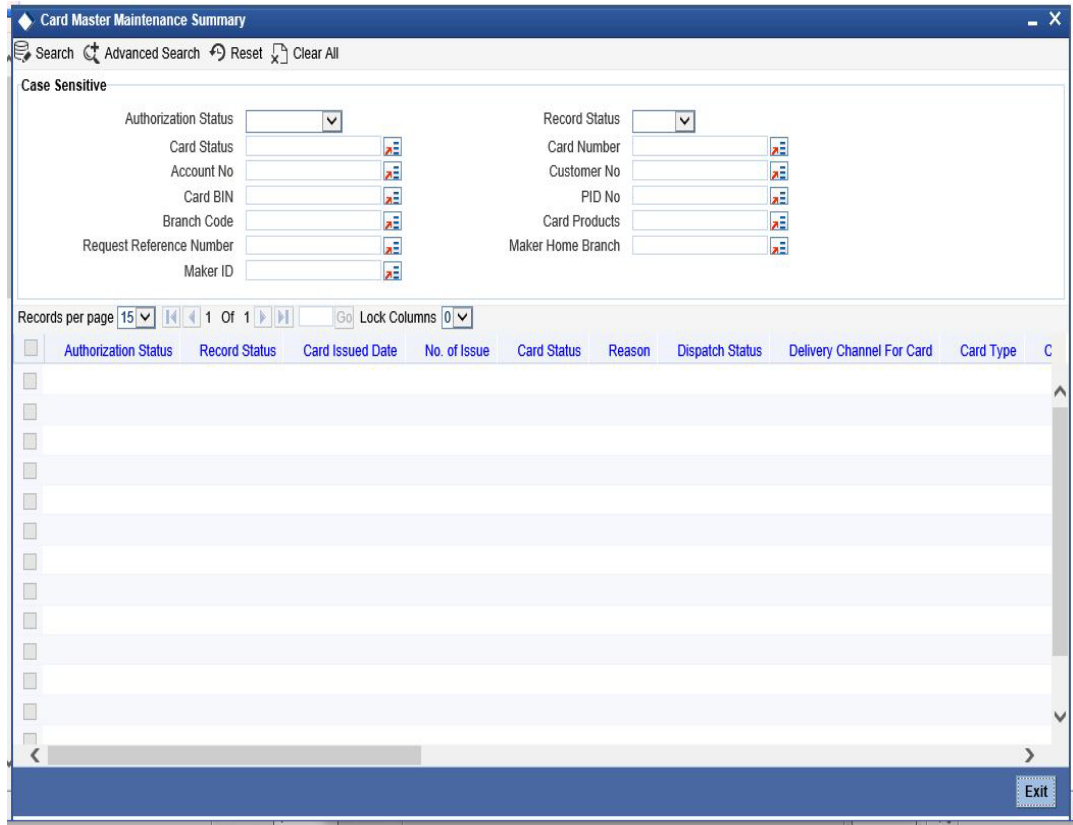 Card Master Maintenance Summary
Search Advanced Search Reset Clear All
Case Sensitive
Authorization Status Record Status
Card Status Card Number
Account No Customer No
Card BIN PID No
Branch Code Card Products
Request Reference Number Maker Home Branch
Maker ID
Records per page 15 1 Of 1 Go Lock Columns 0
Authorization Status Record Status Card Issued Date No. of Issue Card Status Reason Dispatch Status Delivery Channel For Card Card Type C
Exit